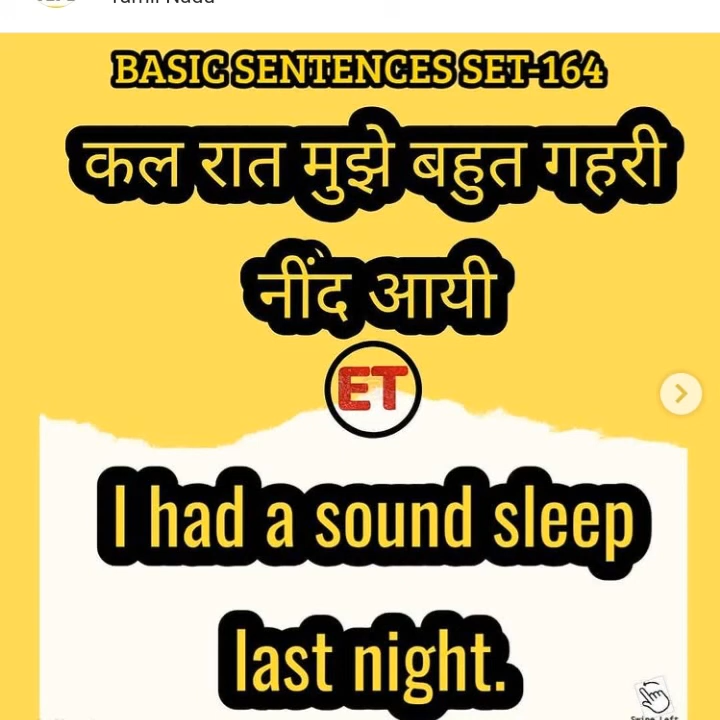 BASIC SENTENCES SET-164
कल रात मुझे बहुत गहरी
नींद आयी
ET
I had a sound sleep
last night.